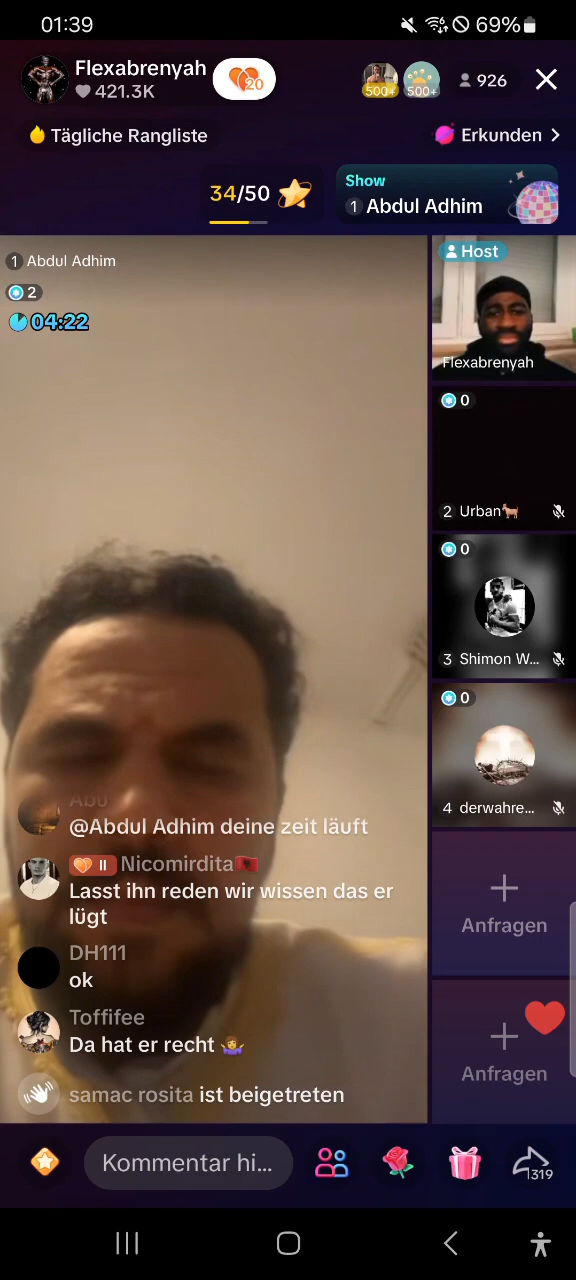 01:39
69%
Flexabrenyah
421.3K
20
500+
500+
926
Tägliche Rangliste
Erkunden
34/50
Show
1 Abdul Adhim
1 Abdul Adhim
2
04:22
Host
Flexabrenyah
0
2 Urban
0
3 Shimon W...
0
4 derwahre...
Anfragen
Anfragen
Abu
@Abdul Adhim deine zeit läuft
II Nicomirdita
Lasst ihn reden wir wissen das er
lügt
DH111
ok
Toffifee
Da hat er recht
samac rosita ist beigetreten
Kommentar hi...
319